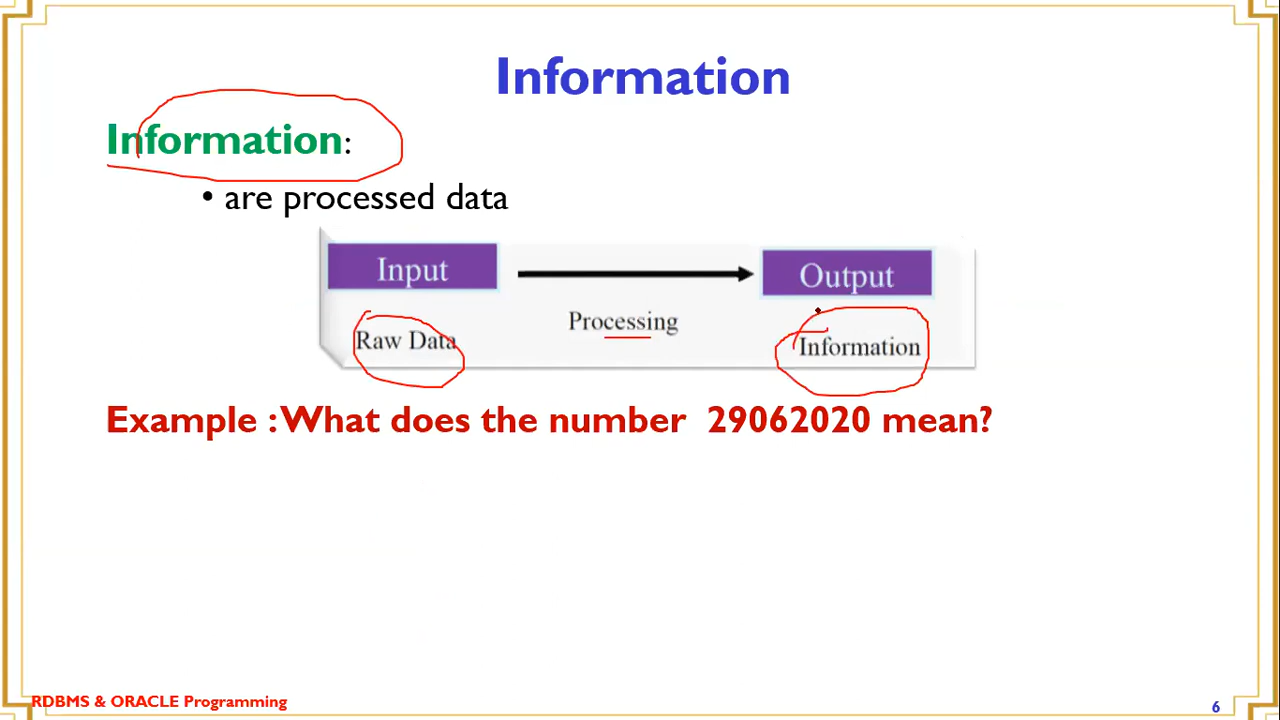 Information
Information:
• are processed data
Input
Output
Processing
Raw Data
Information
Example : What does the number 29062020 mean?
RDBMS & ORACLE Programming
6